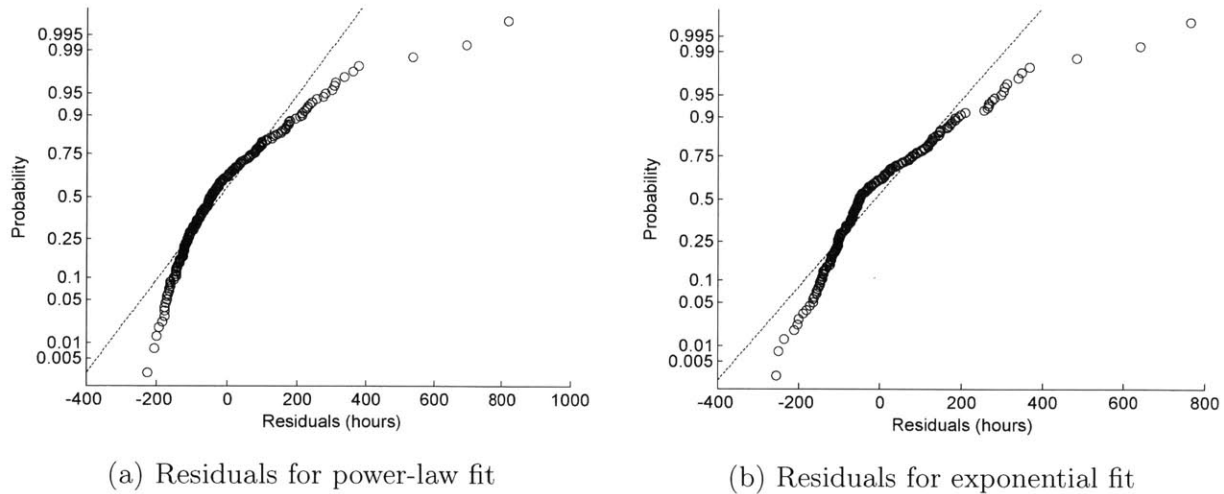 0.995
0.99
0.95
0.9
0.75
0.5
0.25
0.1
0.05
0.01
0.005
Probability
-400 -200 0 200 400 600 800 1000
Residuals (hours)
(a) Residuals for power-law fit
0.995
0.99
0.95
0.9
0.75
0.5
0.25
0.1
0.05
0.01
0.005
Probability
-400 -200 0 200 400 600 800
Residuals (hours)
(b) Residuals for exponential fit